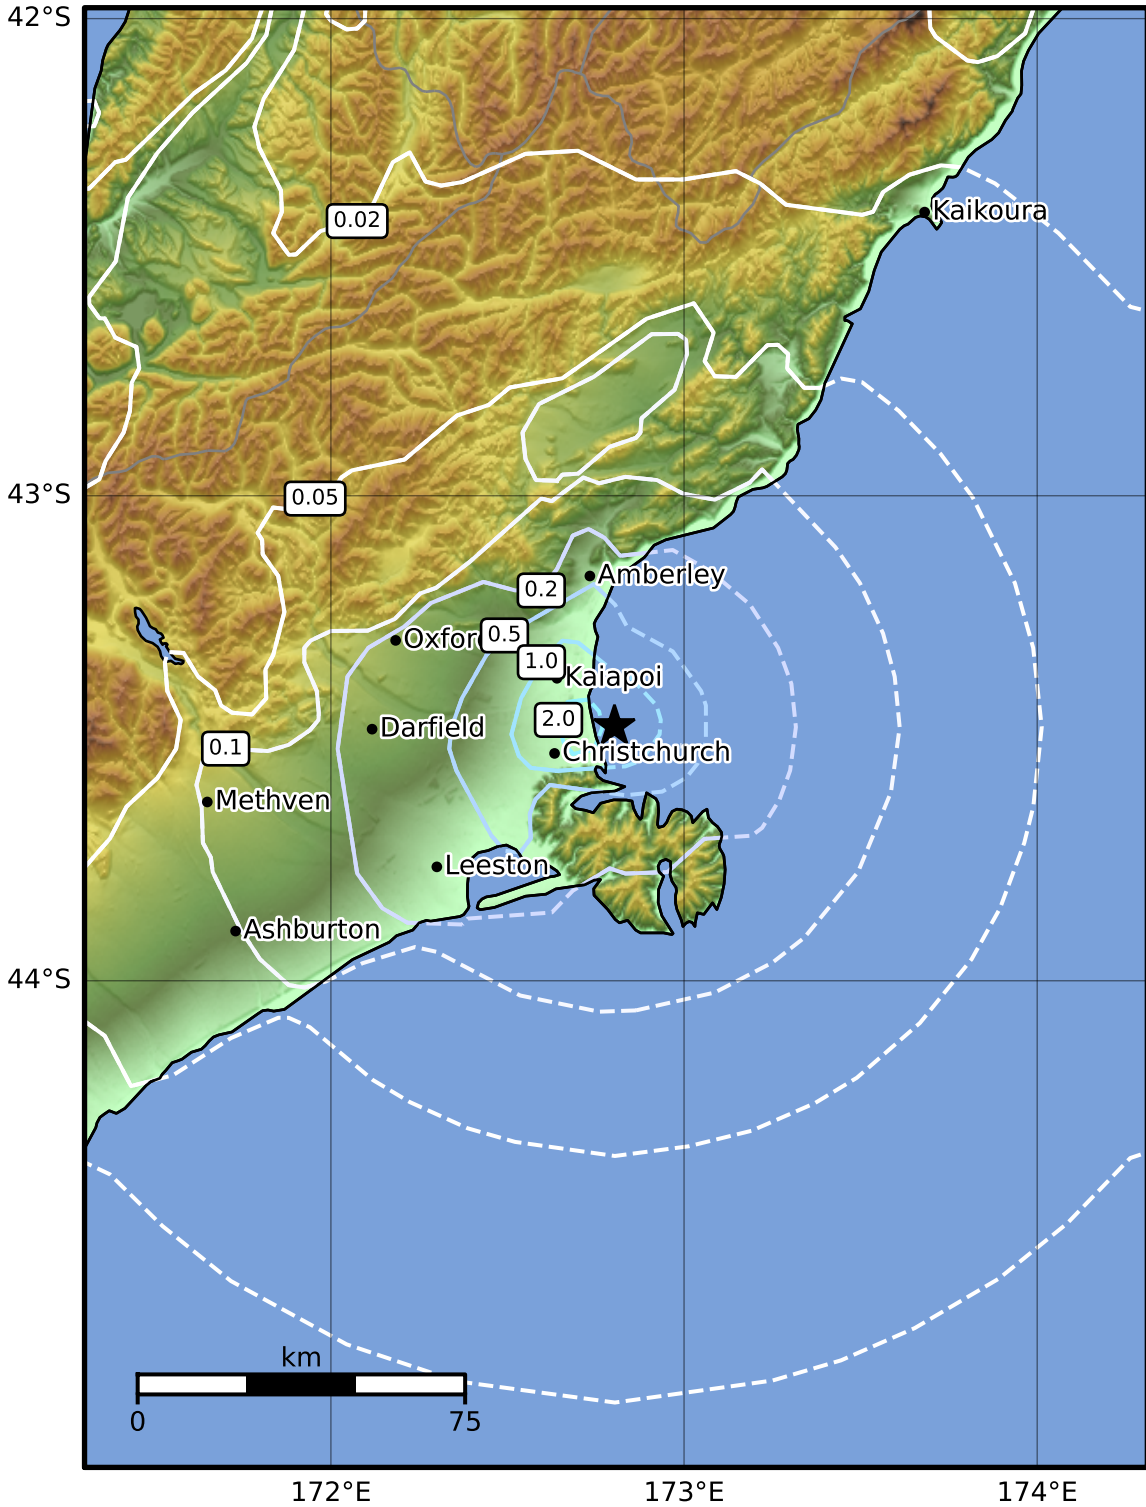 42°S
Kaikoura
0.02
43°S
0.05
Amberley
0.2
Oxford
0.5
1.0
Kaiapoi
2.0
Darfield
0.1
Christchurch
Methven
Leeston
Ashburton
44°S
km
0
75
172°E
173°E
174°E